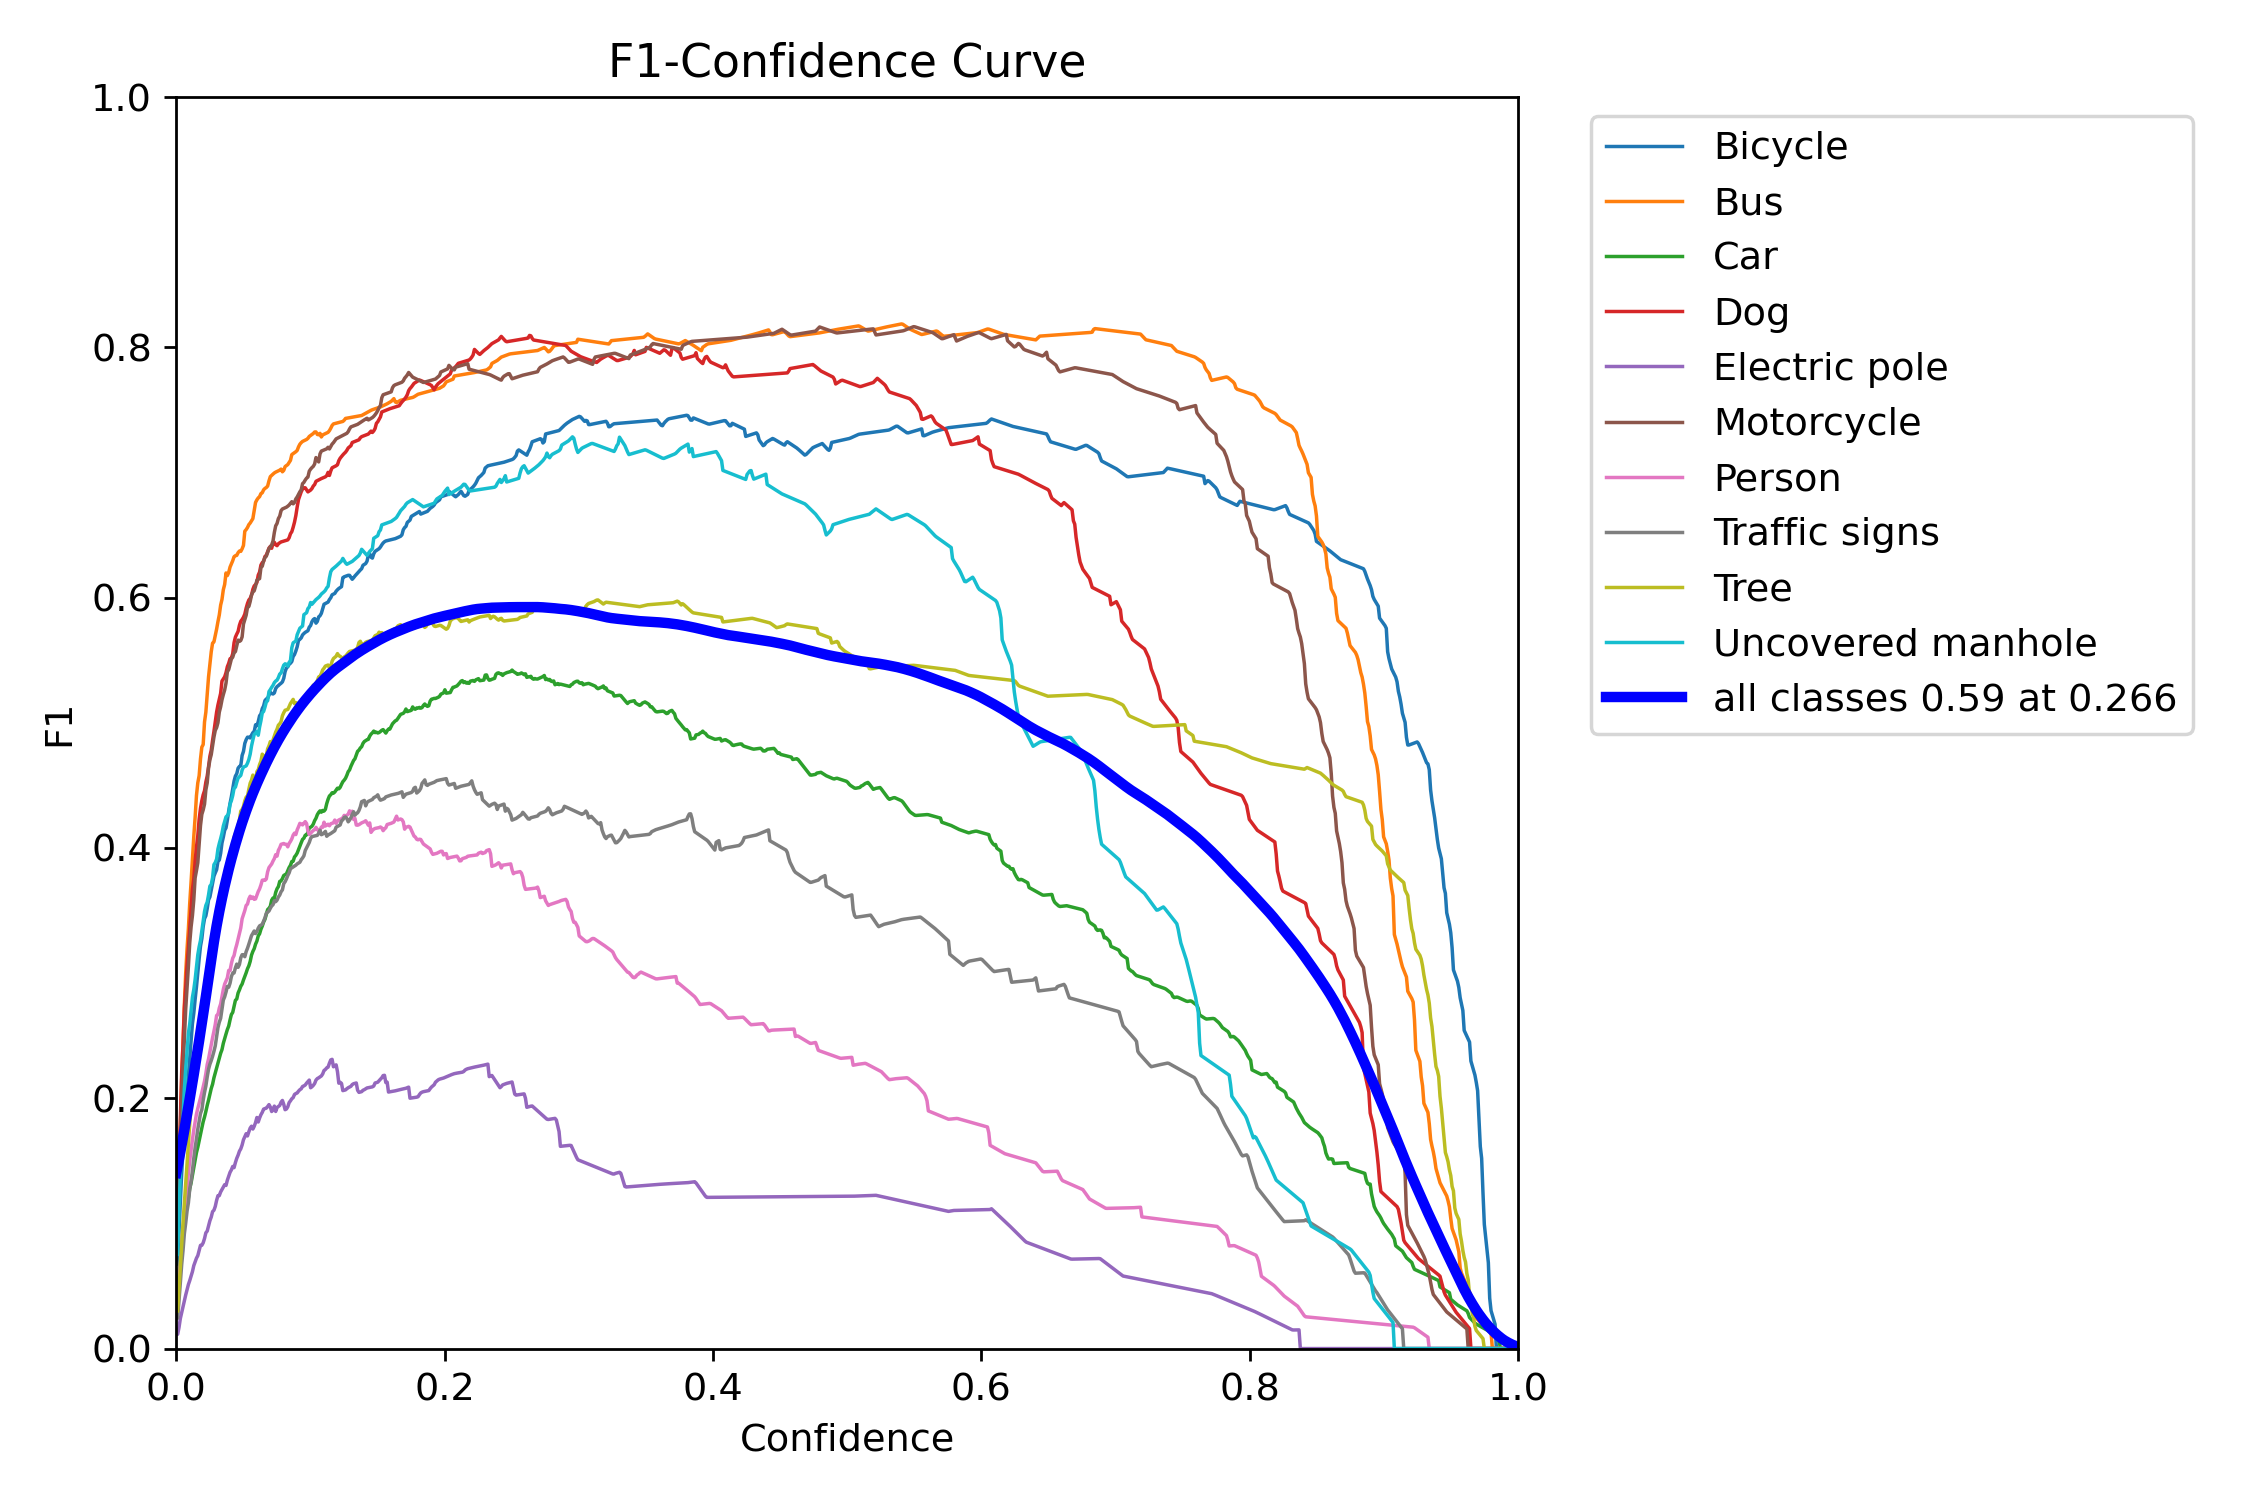 F1-Confidence Curve
1.0
0.8
0.6
0.4
0.2
0.0
F1
0.0 0.2 0.4 0.6 0.8 1.0
Confidence
Bicycle
Bus
Car
Dog
Electric pole
Motorcycle
Person
Traffic signs
Tree
Uncovered manhole
all classes 0.59 at 0.266